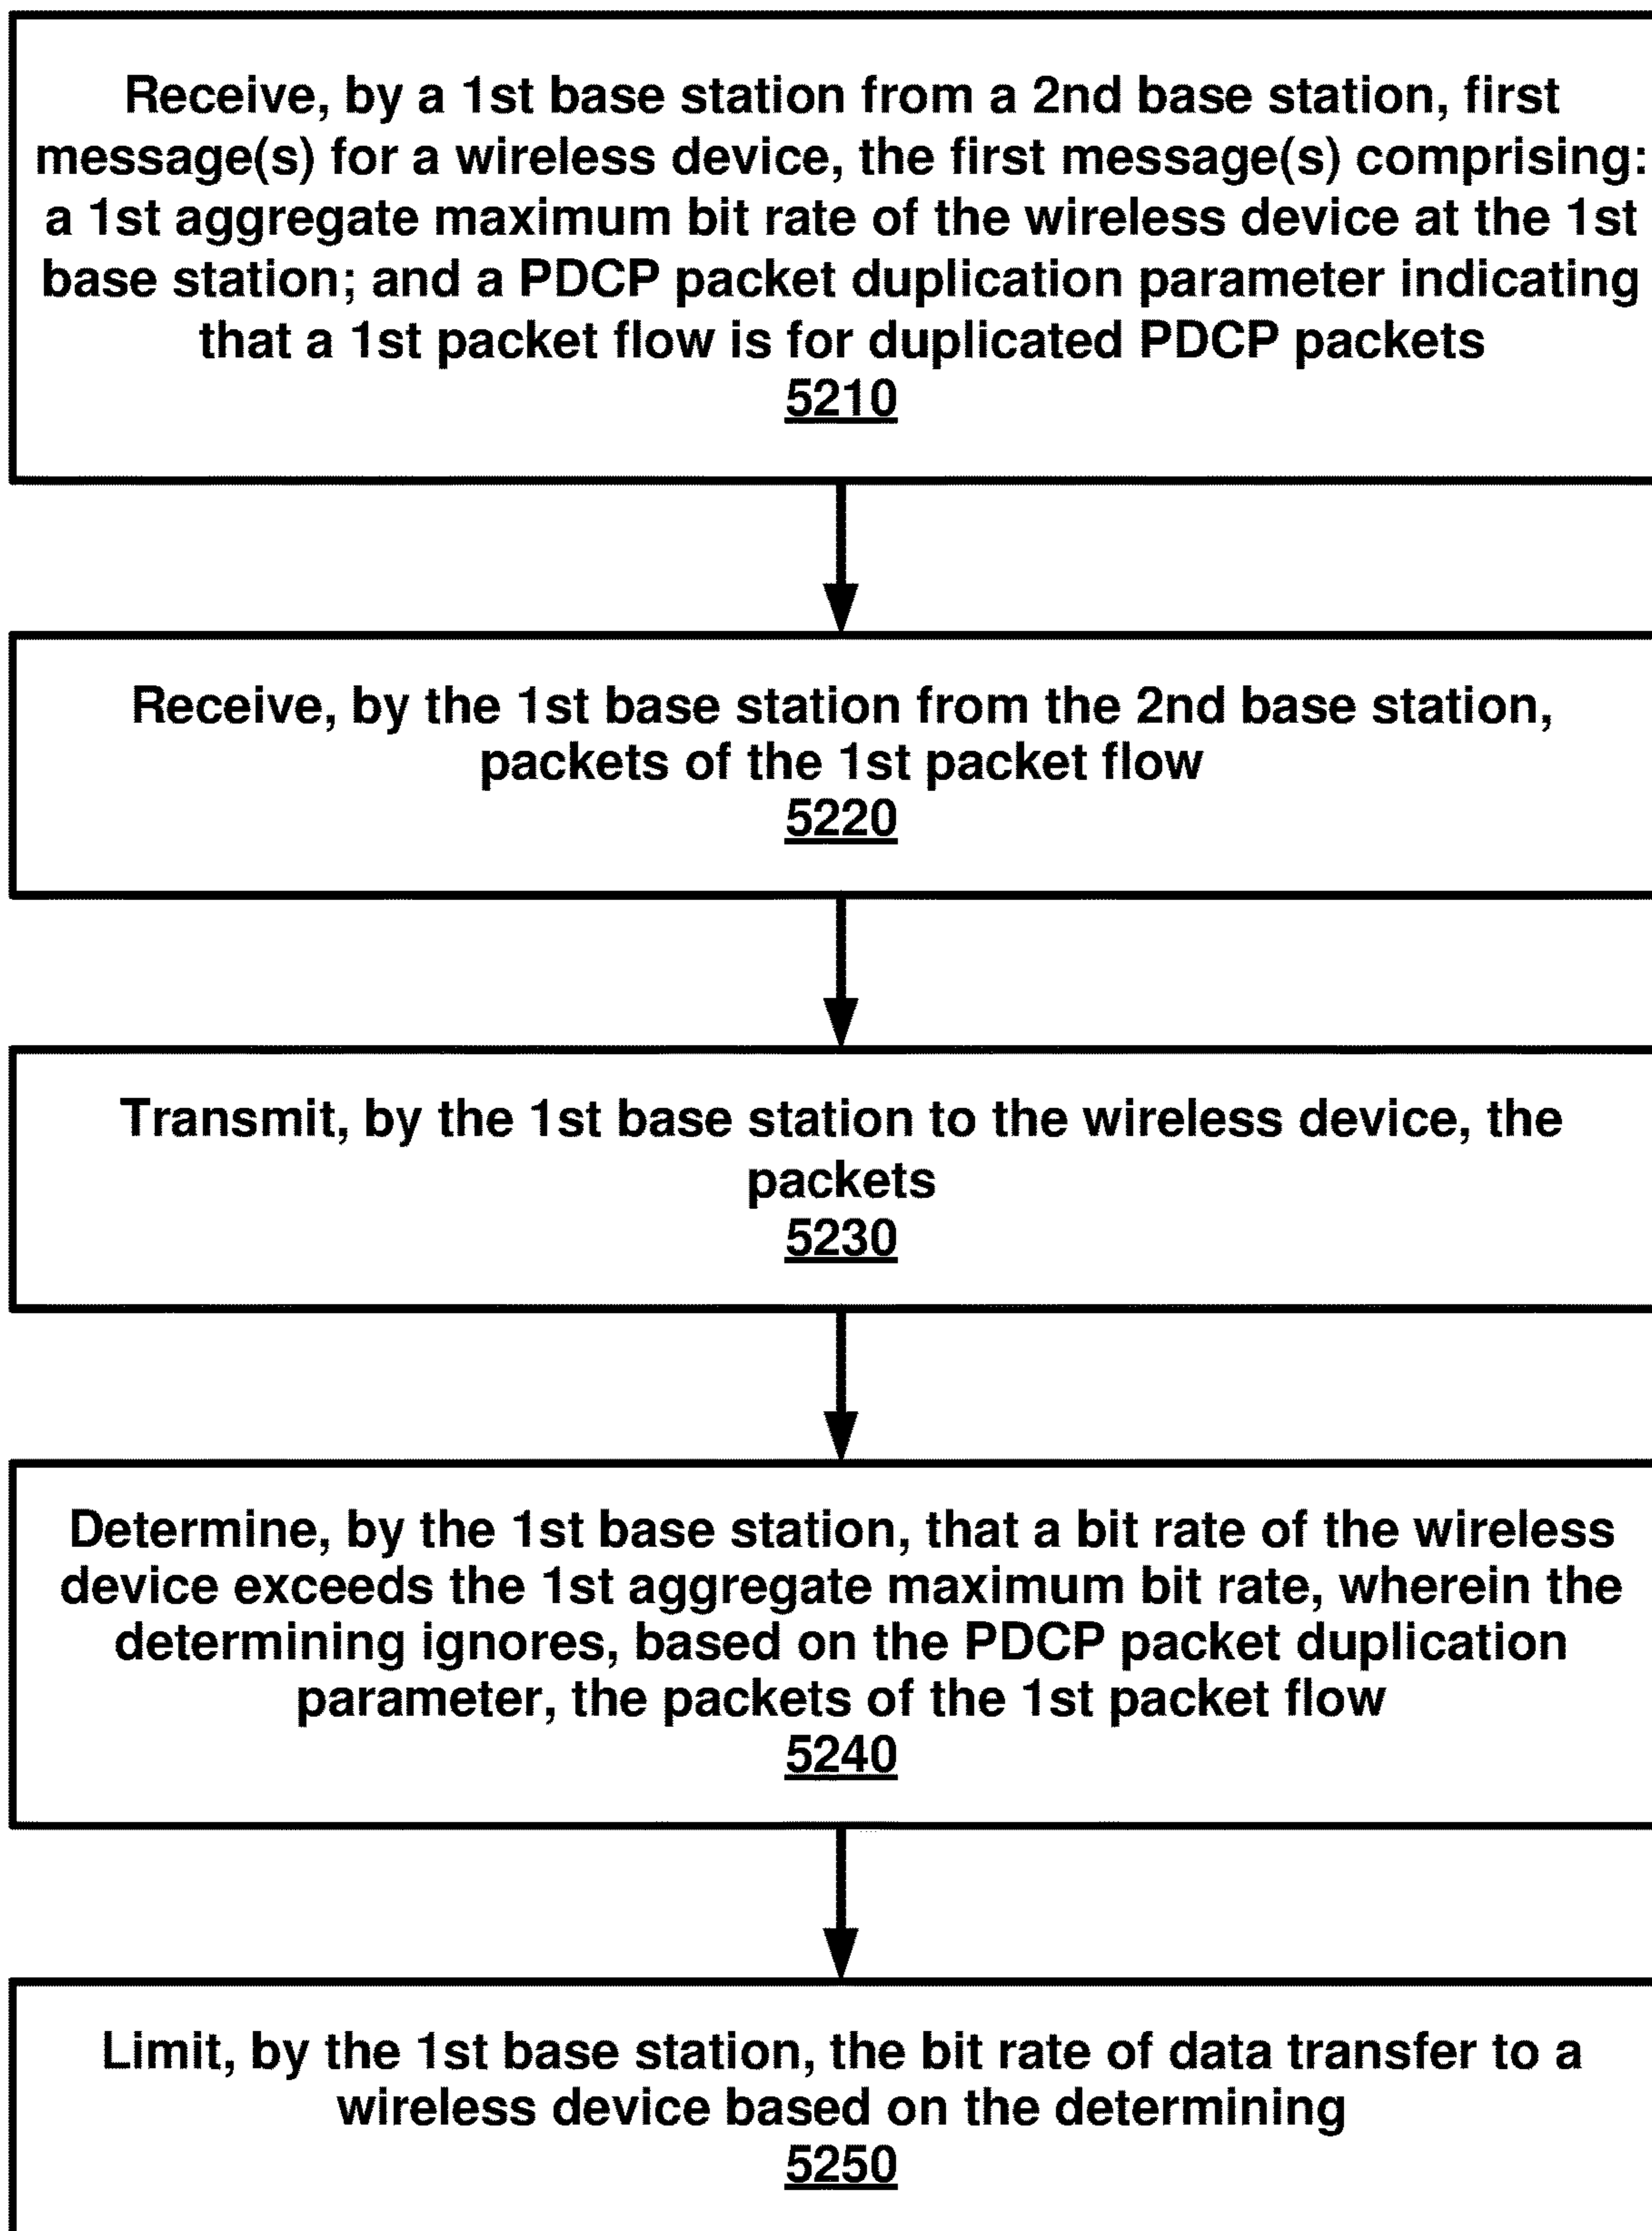 Receive, by a 1st base station from a 2nd base station, first
message(s) for a wireless device, the first message(s) comprising:
a 1st aggregate maximum bit rate of the wireless device at the 1st
base station; and a PDCP packet duplication parameter indicating
that a 1st packet flow is for duplicated PDCP packets
5210
Receive, by the 1st base station from the 2nd base station,
packets of the 1st packet flow
5220
Transmit, by the 1st base station to the wireless device, the
packets
5230
Determine, by the 1st base station, that a bit rate of the wireless
device exceeds the 1st aggregate maximum bit rate, wherein the
determining ignores, based on the PDCP packet duplication
parameter, the packets of the 1st packet flow
5240
Limit, by the 1st base station, the bit rate of data transfer to a
wireless device based on the determining
5250